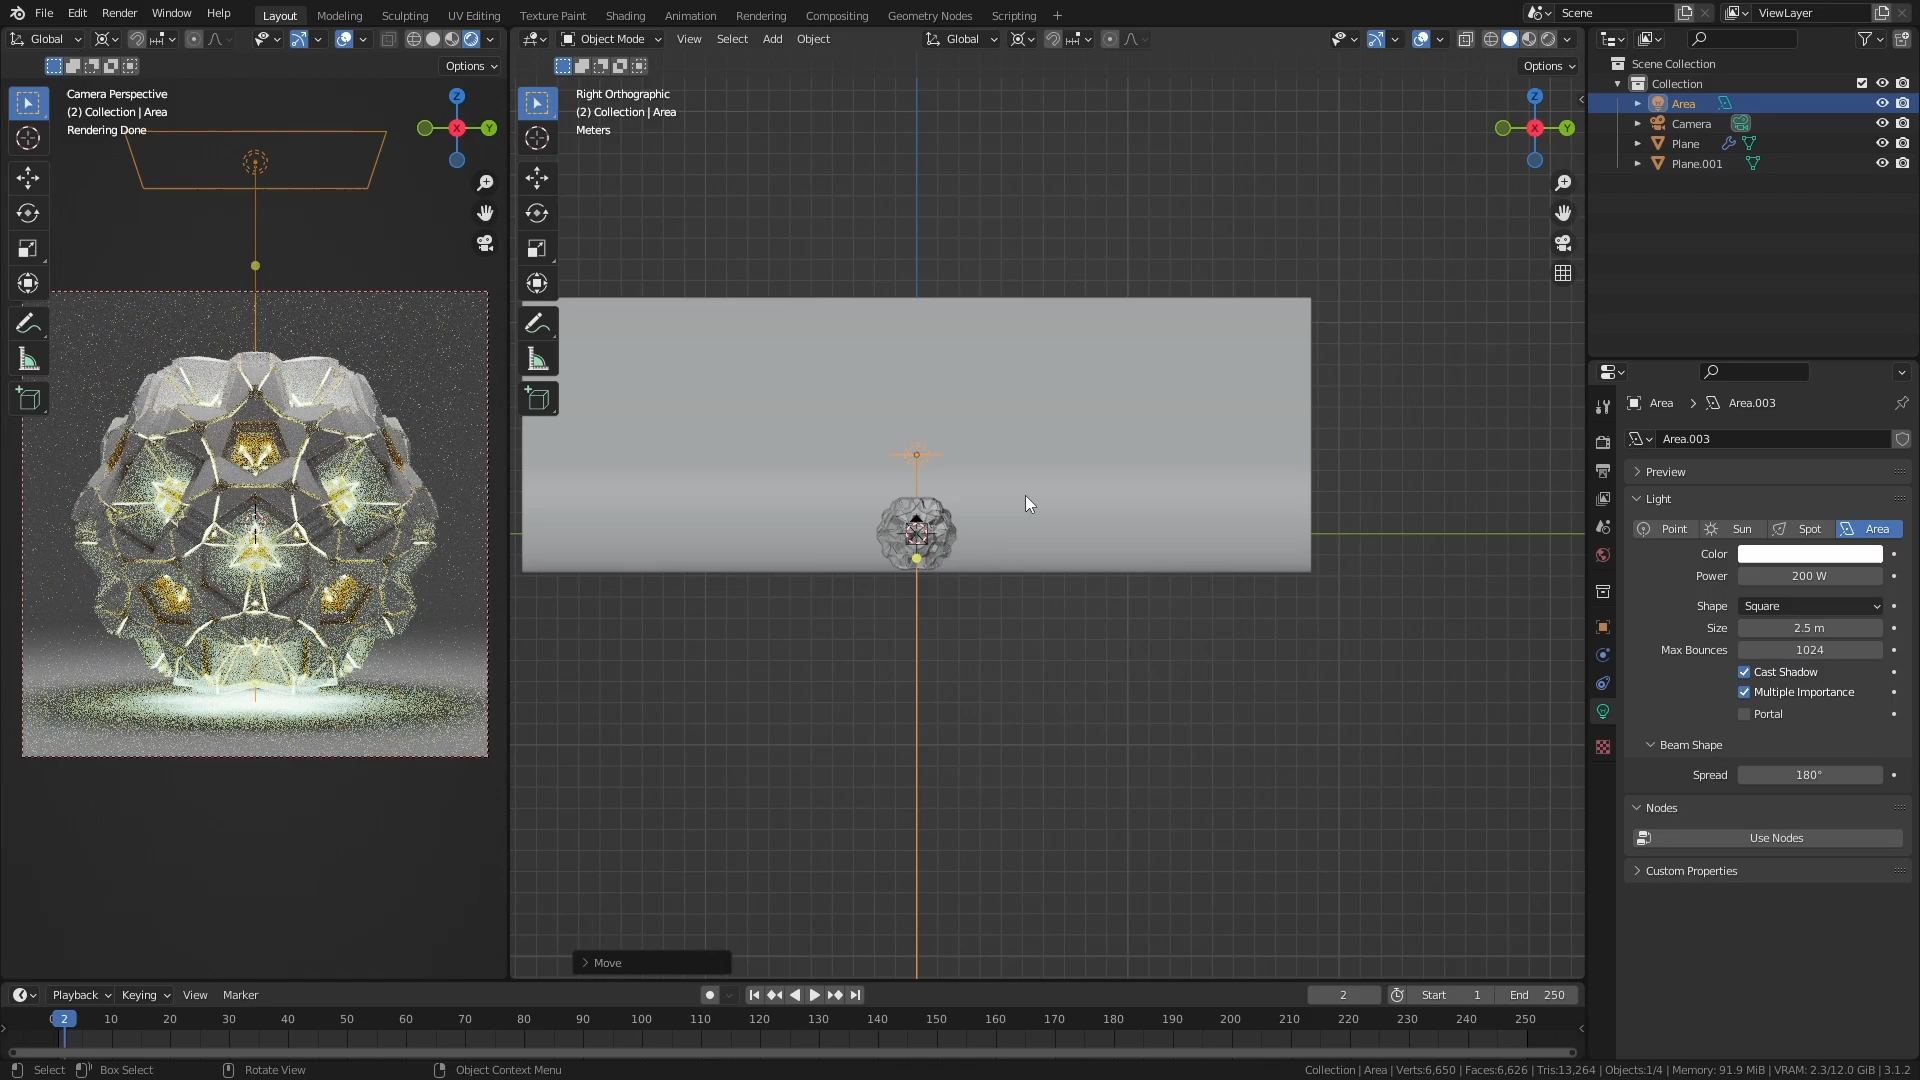 File Edit Render Window Help Layout Modeling Sculpting UV Editing Texture Paint Shading Animation Rendering Compositing Geometry Nodes Scripting Scene ViewLayer
Global
Object Mode View Select Add Object Global
Options
Options
Camera Perspective
(2) Collection | Area
Rendering Done
Z
X
Y
Right Orthographic
(2) Collection | Area
Meters
Z
X
Y
Move
Scene Collection
Collection
Area
Camera
Plane
Plane.001
Area Area.003
Area.003
Preview
Light
Point Sun Spot Area
Color
Power 200 W
Shape Square
Size 2.5 m
Max Bounces 1024
Cast Shadow
Multiple Importance
Portal
Beam Shape
Spread 180°
Nodes
Use Nodes
Custom Properties
Playback Keying View Marker 2 Start 1 End 250
2 10 20 30 40 50 60 70 80 90 100 110 120 130 140 150 160 170 180 190 200 210 220 230 240 250
Select Box Select Rotate View Object Context Menu Collection | Area | Verts:6,650 | Faces:6,626 | Tris:13,264 | Objects:1/4 | Memory: 91.9 MiB | VRAM: 2.3/12.0 GiB | 3.1.2